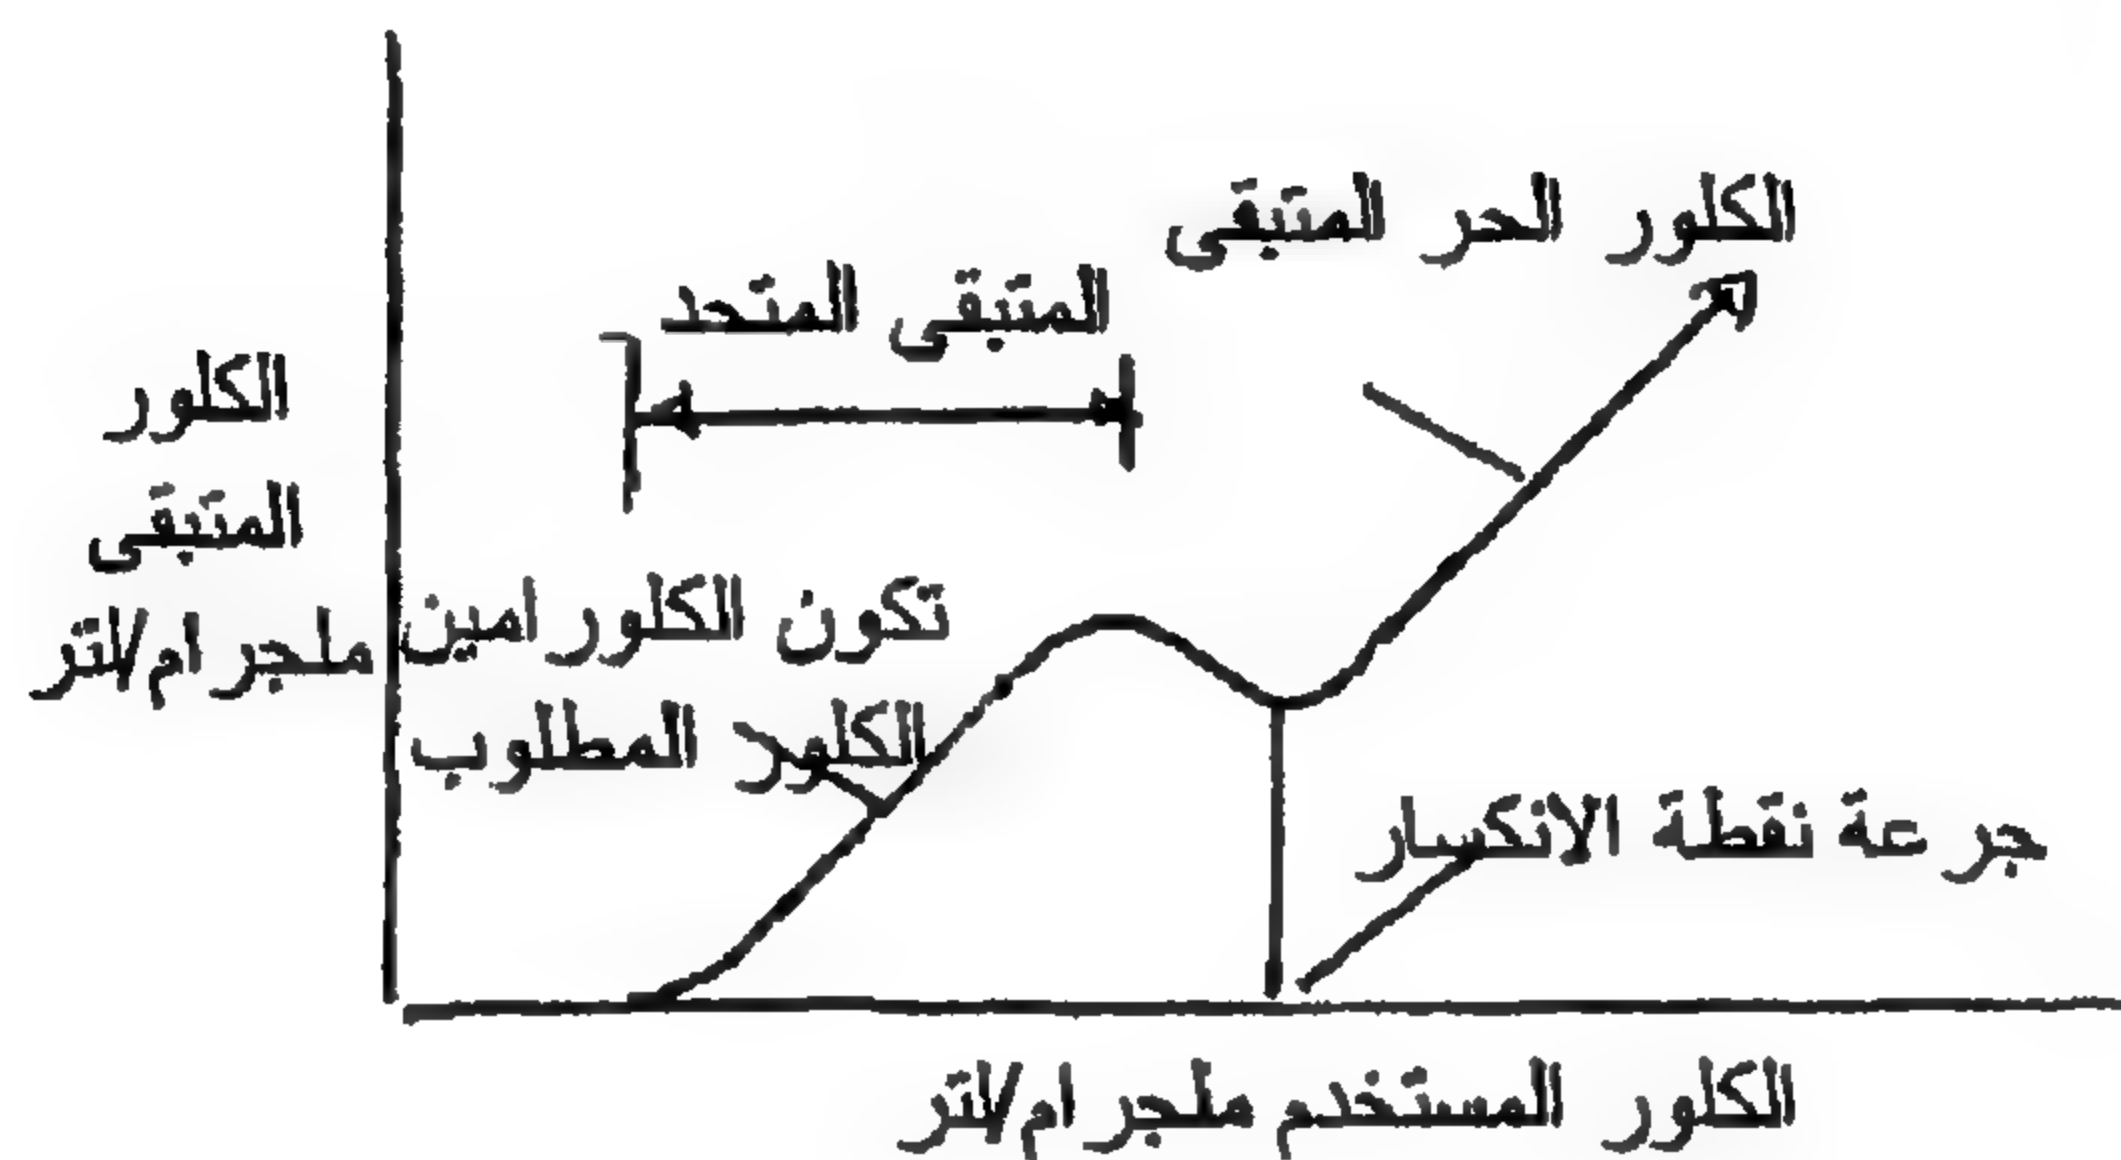 الكلور الحر المتبقى
المتبقى المتحد
الكلور
المتبقى
ملجرام/لتر
تكون الكلورامين
الكلور المطلوب
جرعة نقطة الانكسار
الكلور المستخدم ملجرام/لتر